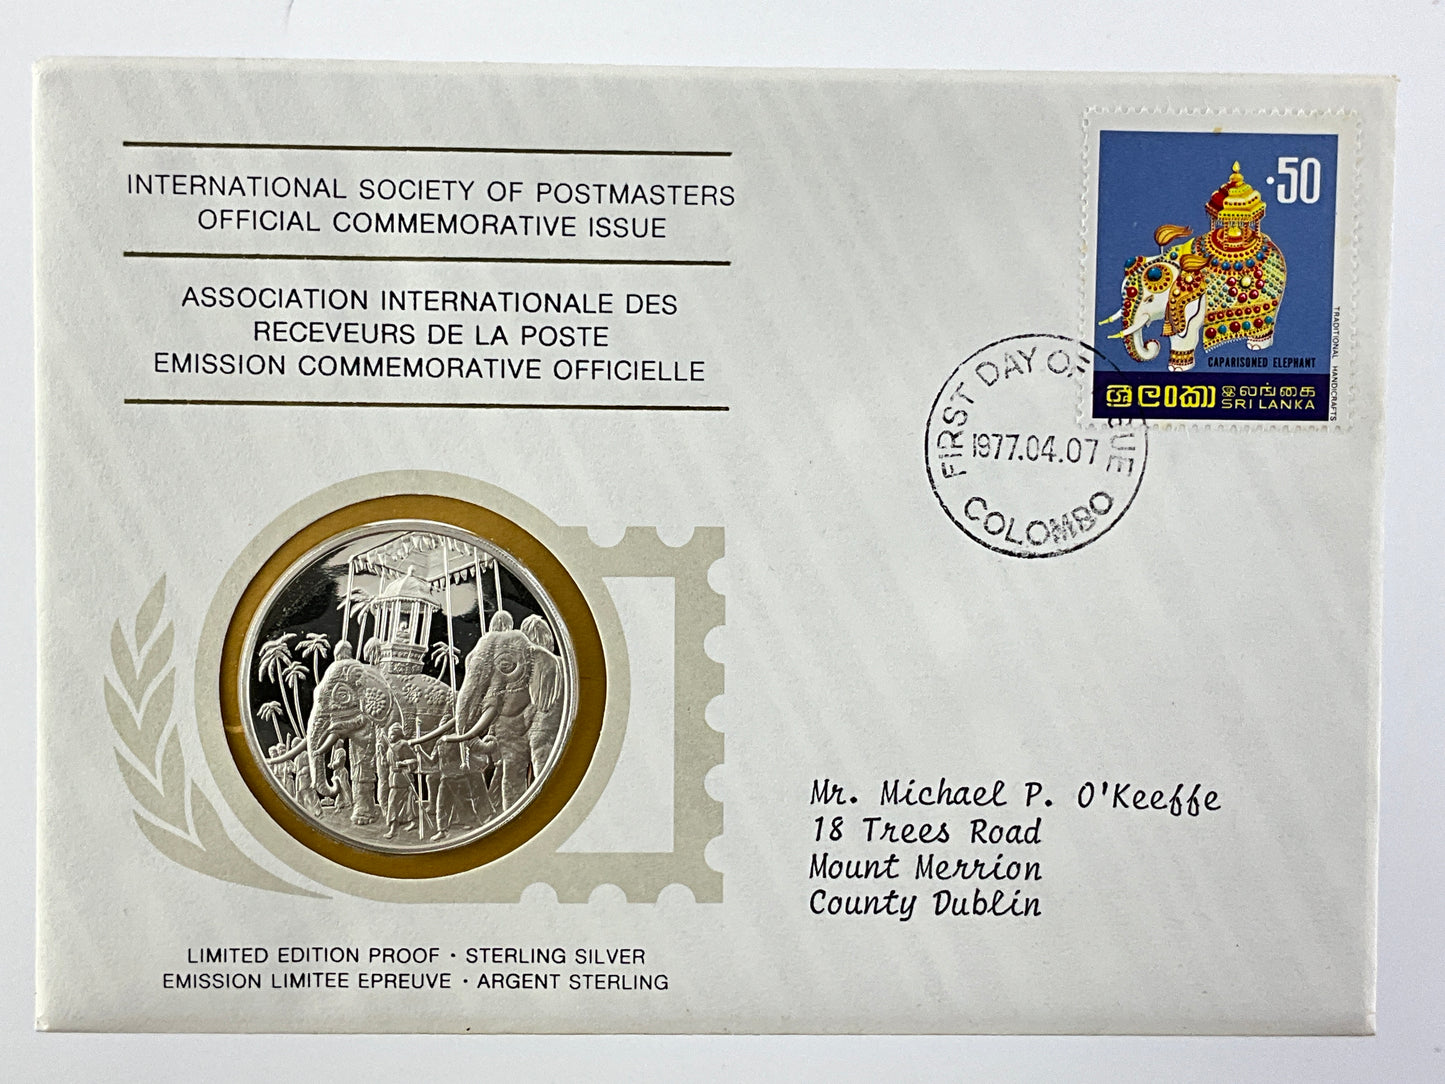 INTERNATIONAL SOCIETY OF POSTMASTERS
OFFICIAL COMMEMORATIVE ISSUE
ASSOCIATION INTERNATIONALE DES
RECEVEURS DE LA POSTE
EMISSION COMMEMORATIVE OFFICIELLE
.50
TRADITIONAL HANDICRAFTS
CAPARISONED ELEPHANT
ශ්‍රී ලංකා இலங்கை
SRI LANKA
FIRST DAY OF
1977.04.07
COLOMBO
Mr. Michael P. O'Keeffe
18 Trees Road
Mount Merrion
County Dublin
LIMITED EDITION PROOF · STERLING SILVER
EMISSION LIMITEE EPREUVE · ARGENT STERLING